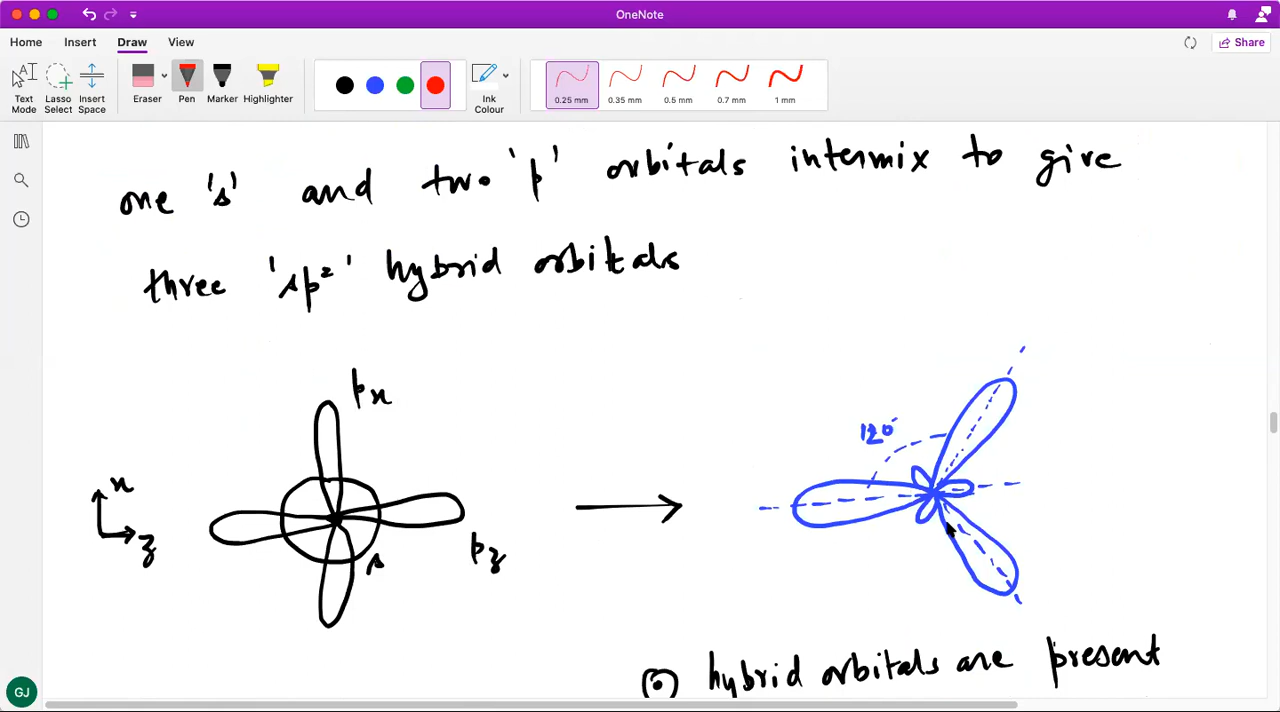 OneNote
Home Insert Draw View
Share
Text Mode
Lasso Select
Insert Space
Eraser
Pen
Marker
Highlighter
Ink Colour
0.25 mm
0.35 mm
0.5 mm
0.7 mm
1 mm
one 's' and two 'p' orbitals intermix to give
three 'sp²' hybrid orbitals
px
x
z
s
pz
120°
hybrid orbitals are present
GJ